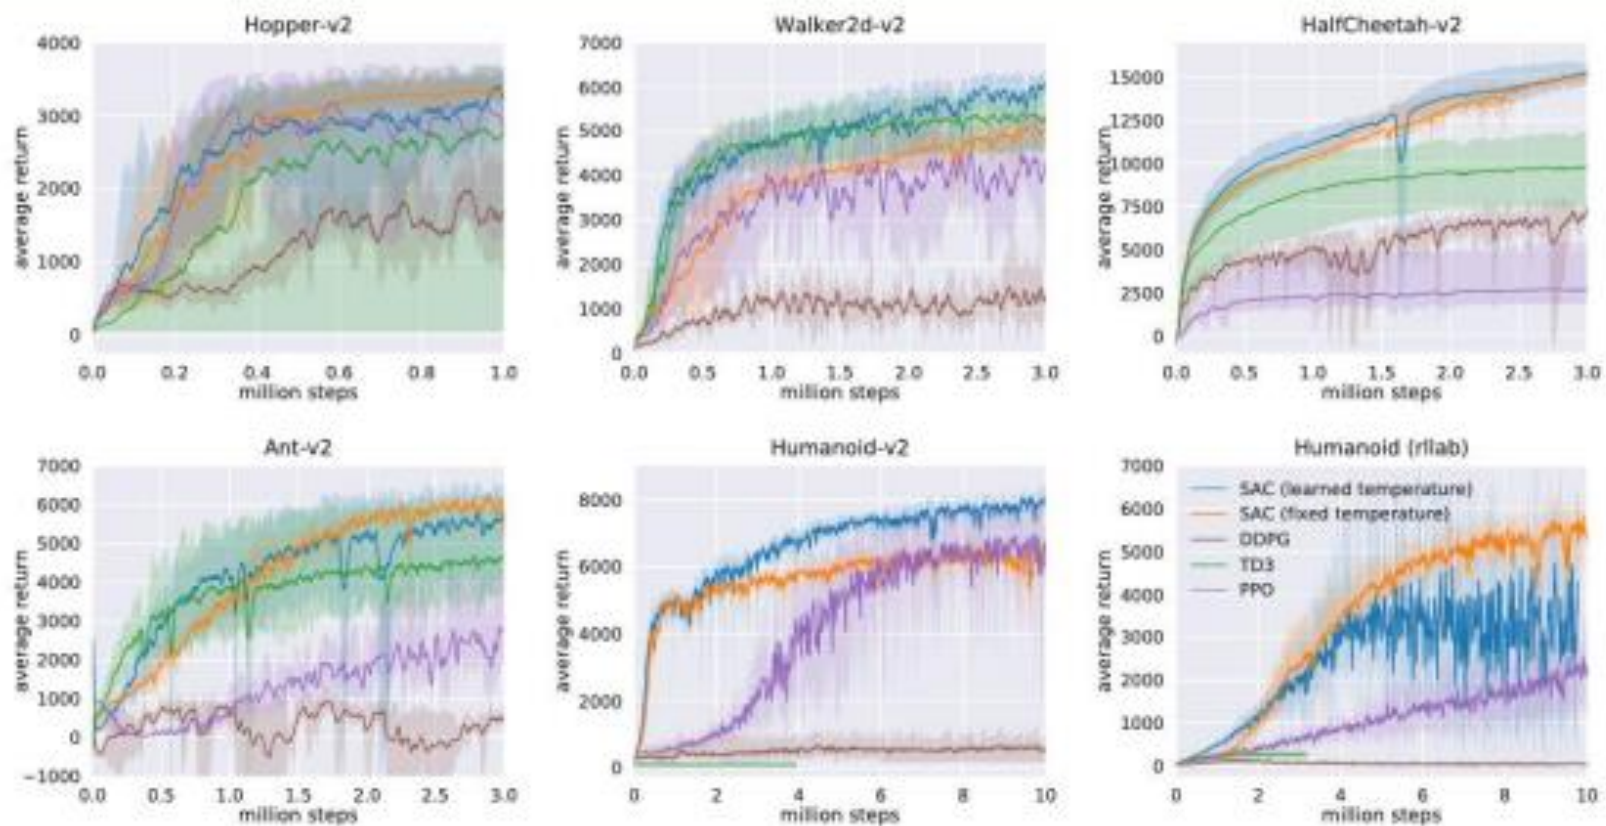 Hopper-v2
4000
3000
2000
1000
0
average return
0.0 0.2 0.4 0.6 0.8 1.0
million steps
Walker2d-v2
7000
6000
5000
4000
3000
2000
1000
0
average return
0.0 0.5 1.0 1.5 2.0 2.5 3.0
million steps
HalfCheetah-v2
15000
12500
10000
7500
5000
2500
0
average return
0.0 0.5 1.0 1.5 2.0 2.5 3.0
million steps
Ant-v2
7000
6000
5000
4000
3000
2000
1000
0
−1000
average return
0.0 0.5 1.0 1.5 2.0 2.5 3.0
million steps
Humanoid-v2
8000
6000
4000
2000
0
average return
0 2 4 6 8 10
million steps
Humanoid (rllab)
7000
6000
5000
4000
3000
2000
1000
0
average return
SAC (learned temperature)
SAC (fixed temperature)
DDPG
TD3
PPO
0 2 4 6 8 10
million steps